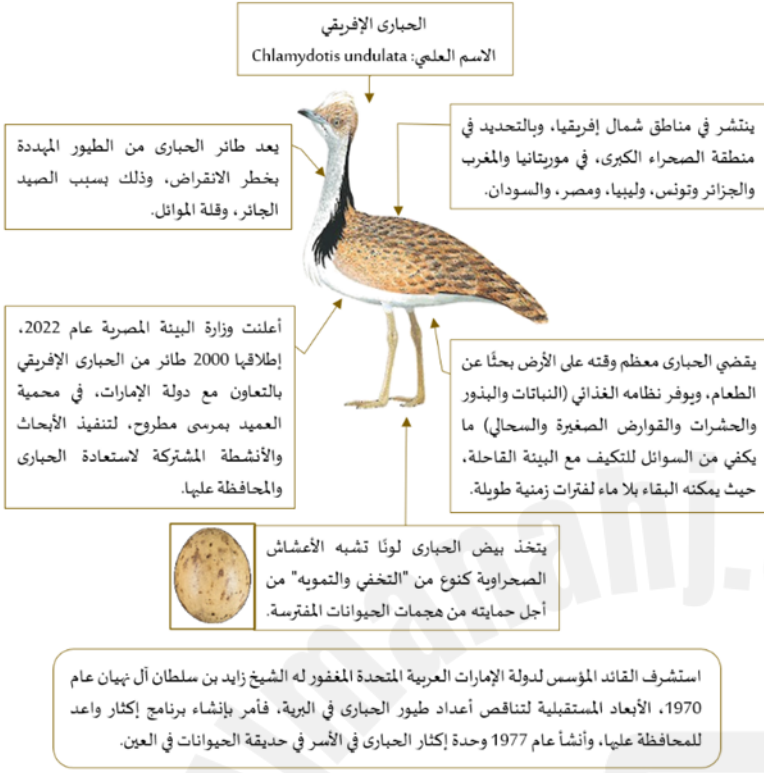 الحبارى الإفريقي
الاسم العلمي: Chlamydotis undulata
ينتشر في مناطق شمال إفريقيا، وبالتحديد في
منطقة الصحراء الكبرى، في موريتانيا والمغرب
والجزائر وتونس، وليبيا، ومصر، والسودان.
يعد طائر الحبارى من الطيور المهددة
بخطر الانقراض، وذلك بسبب الصيد
الجائر، وقلة الموائل.
يقضي الحبارى معظم وقته على الأرض بحثًا عن
الطعام، ويوفر نظامه الغذائي (النباتات والبذور
والحشرات والقوارض الصغيرة والسحالي) ما
يكفي من السوائل للتكيف مع البيئة القاحلة،
حيث يمكنه البقاء بلا ماء لفترات زمنية طويلة.
أعلنت وزارة البيئة المصرية عام 2022،
إطلاقها 2000 طائر من الحبارى الإفريقي
بالتعاون مع دولة الإمارات، في محمية
العميد بمرسى مطروح، لتنفيذ الأبحاث
والأنشطة المشتركة لاستعادة الحبارى
والمحافظة عليها.
يتخذ بيض الحبارى لونًا تشبه الأعشاش
الصحراوية كنوع من "التخفي والتمويه" من
أجل حمايته من هجمات الحيوانات المفترسة.
استشرف القائد المؤسس لدولة الإمارات العربية المتحدة المغفور له الشيخ زايد بن سلطان آل نهيان عام
1970، الأبعاد المستقبلية لتناقص أعداد طيور الحبارى في البرية، فأمر بإنشاء برنامج إكثار واعد
للمحافظة عليها، وأنشأ عام 1977 وحدة إكثار الحبارى في الأسر في حديقة الحيوانات في العين.
manahj.